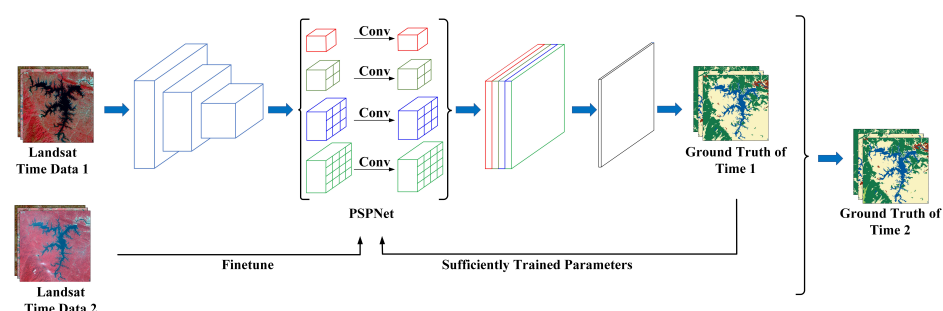 Conv
Conv
Conv
Conv
Landsat
Time Data 1
PSPNet
Ground Truth of
Time 1
Ground Truth of
Time 2
Finetune
Sufficiently Trained Parameters
Landsat
Time Data 2